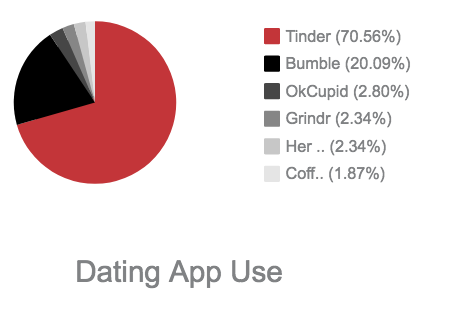 Tinder (70.56%)
Bumble (20.09%)
OkCupid (2.80%)
Grindr (2.34%)
Her .. (2.34%)
Coff.. (1.87%)
Dating App Use